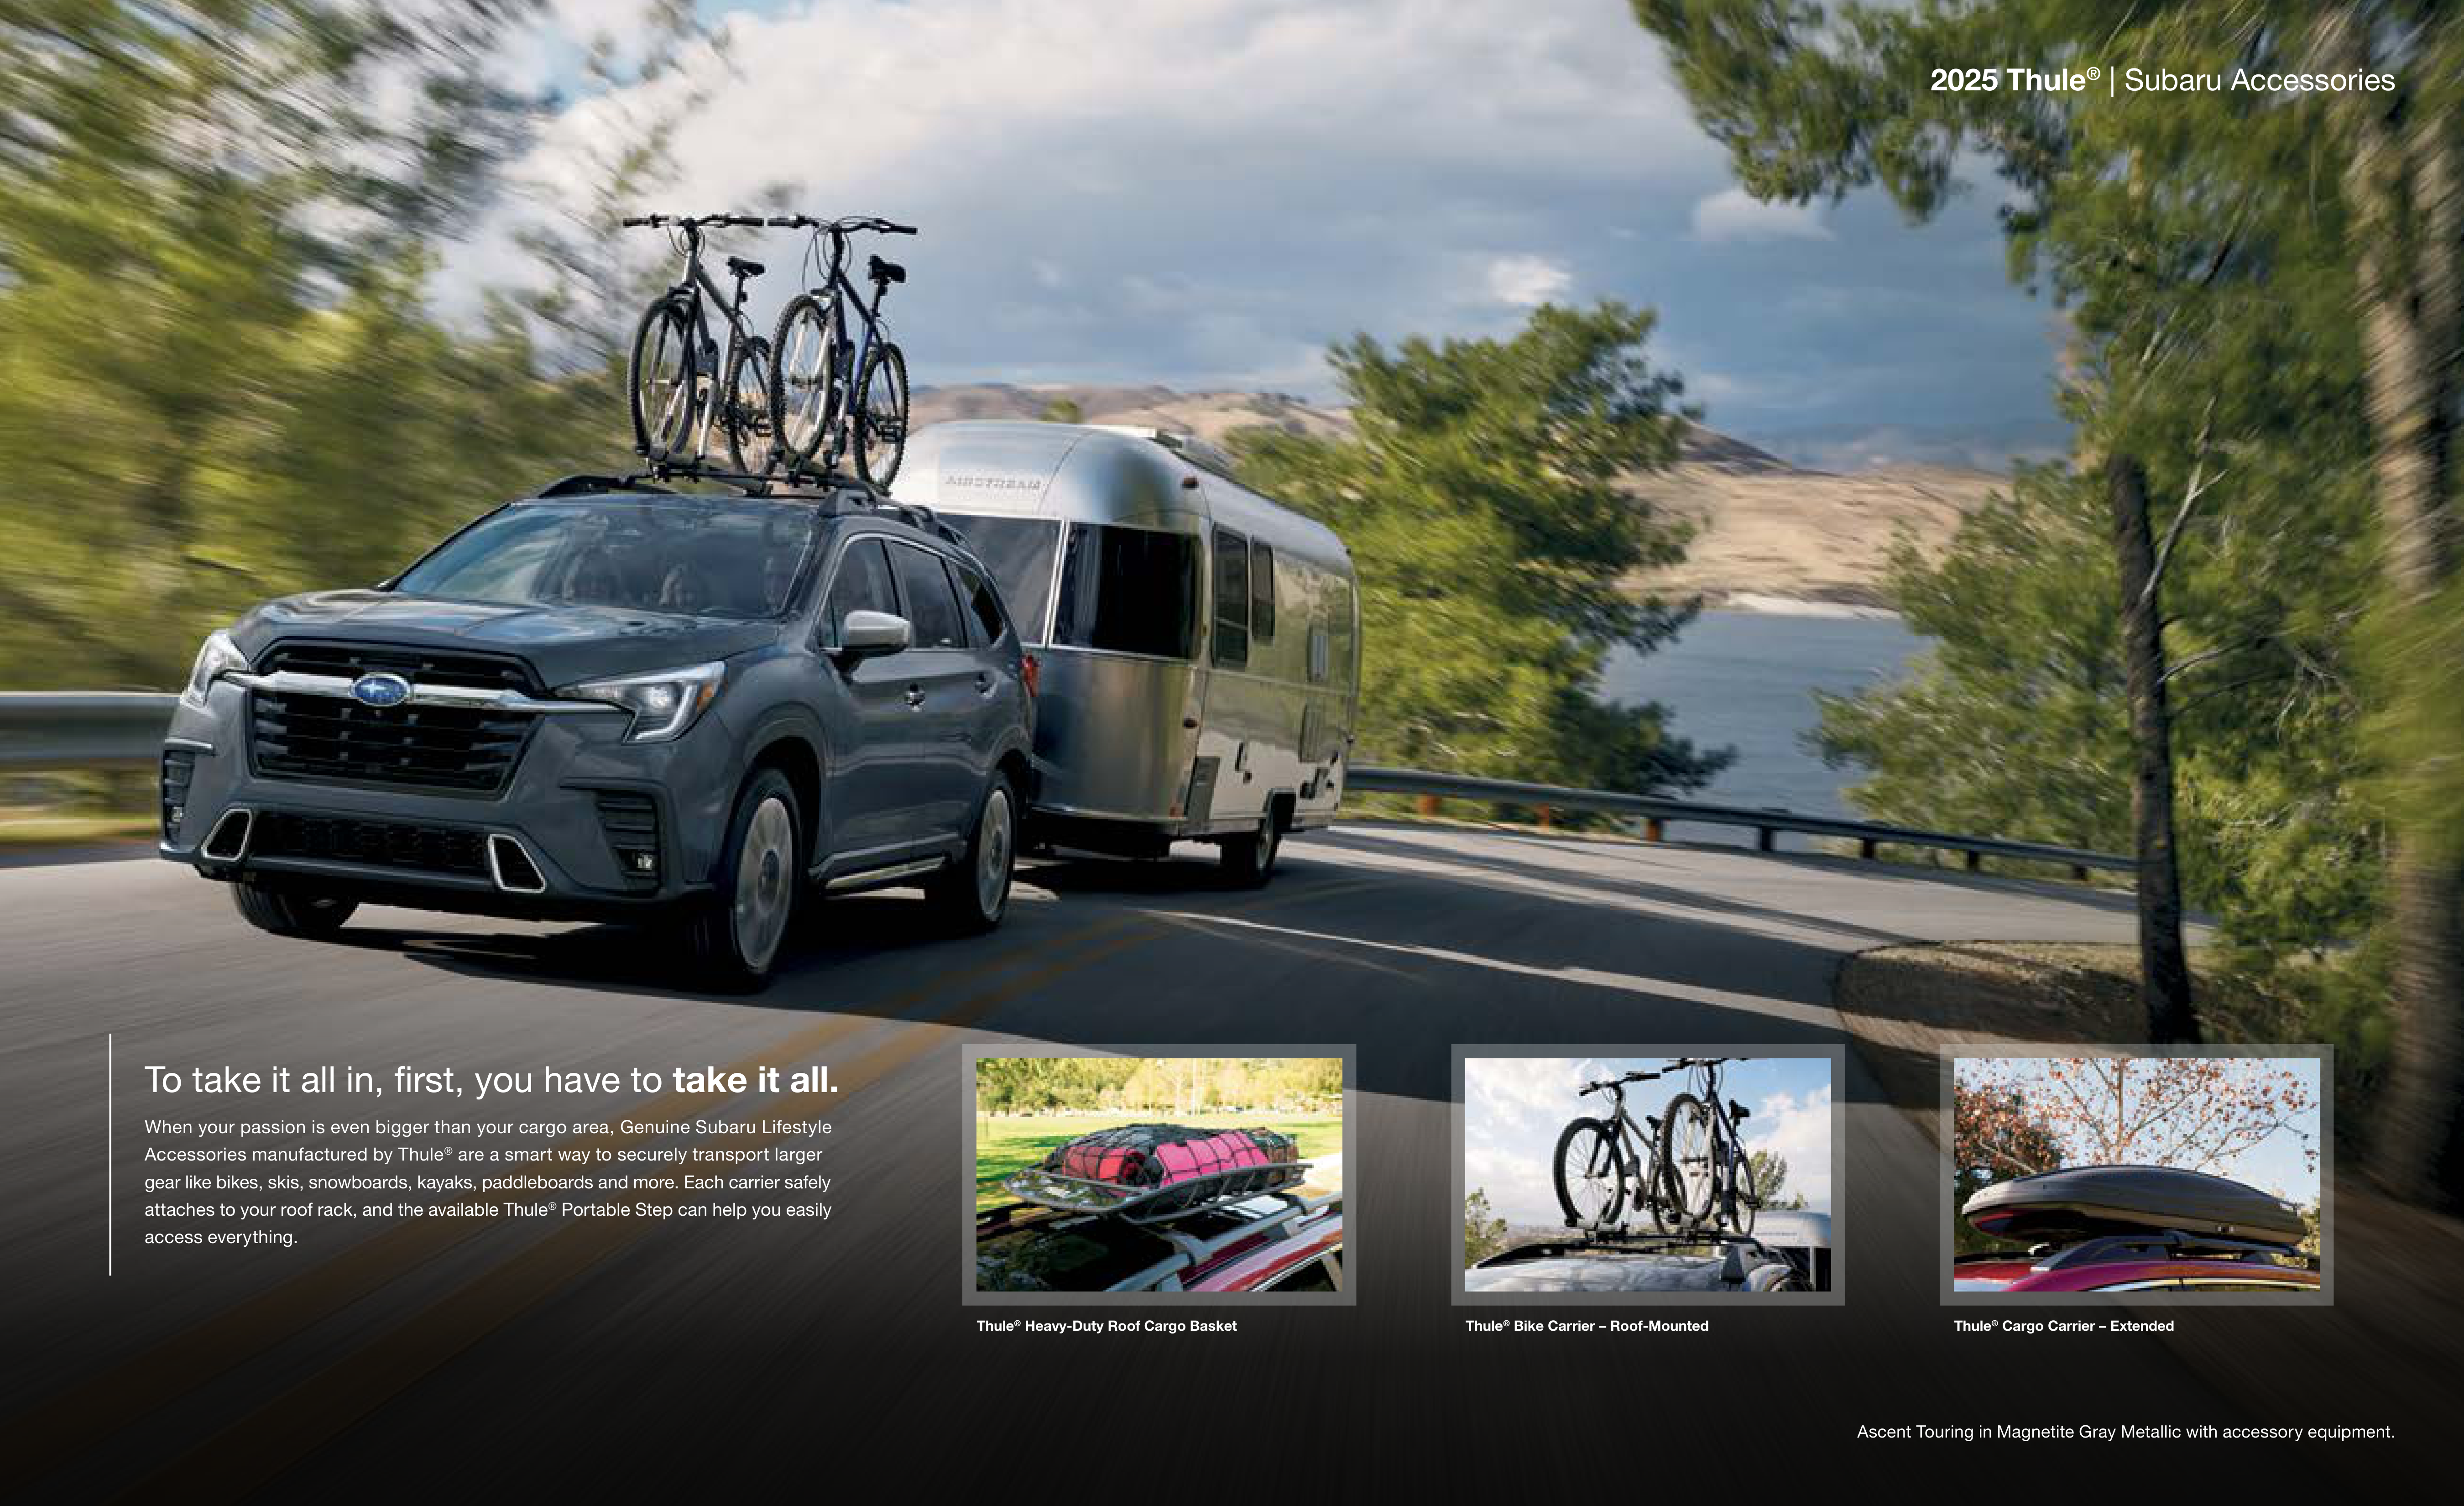 2025 Thule® | Subaru Accessories
AIRSTREAM
To take it all in, first, you have to take it all.
When your passion is even bigger than your cargo area, Genuine Subaru Lifestyle
Accessories manufactured by Thule® are a smart way to securely transport larger
gear like bikes, skis, snowboards, kayaks, paddleboards and more. Each carrier safely
attaches to your roof rack, and the available Thule® Portable Step can help you easily
access everything.
Thule® Heavy-Duty Roof Cargo Basket
Thule® Bike Carrier – Roof-Mounted
Thule® Cargo Carrier – Extended
Ascent Touring in Magnetite Gray Metallic with accessory equipment.